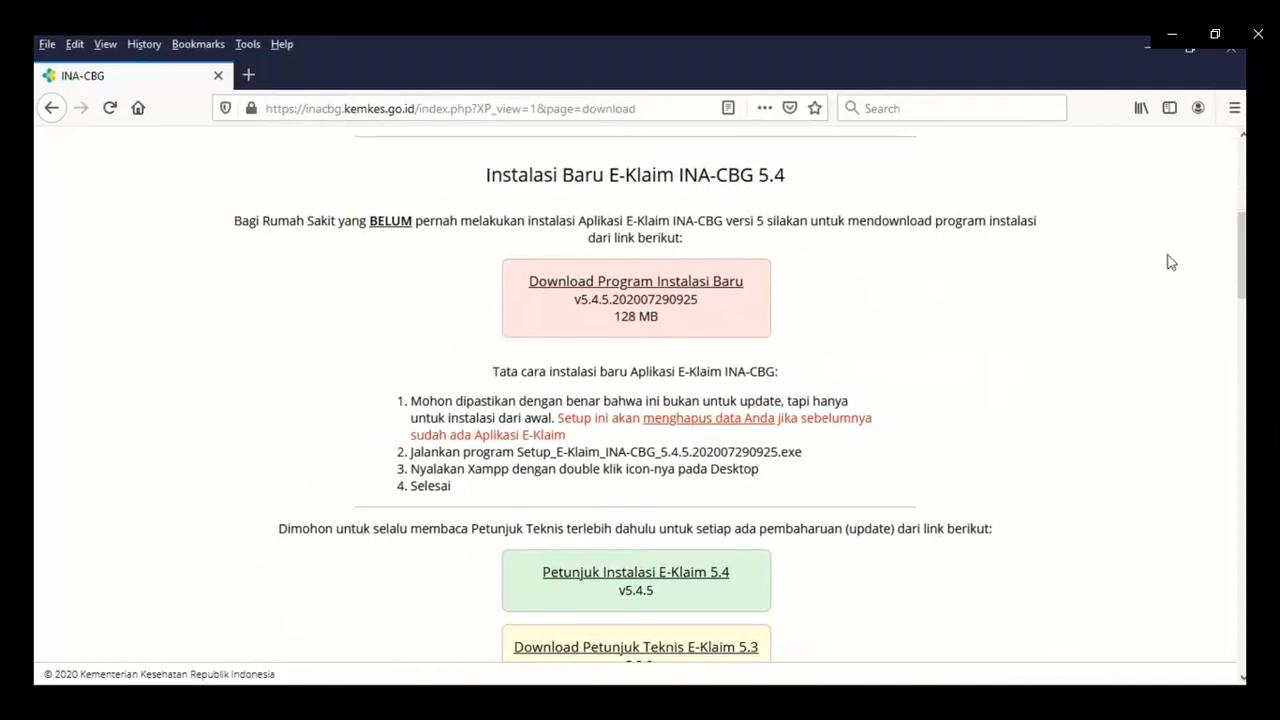 File Edit View History Bookmarks Tools Help
INA-CBG
https://inacbg.kemkes.go.id/index.php?XP_view=1&page=download
Search
Instalasi Baru E-Klaim INA-CBG 5.4
Bagi Rumah Sakit yang BELUM pernah melakukan instalasi Aplikasi E-Klaim INA-CBG versi 5 silakan untuk mendownload program instalasi
dari link berikut:
Download Program Instalasi Baru
v5.4.5.202007290925
128 MB
Tata cara instalasi baru Aplikasi E-Klaim INA-CBG:
1. Mohon dipastikan dengan benar bahwa ini bukan untuk update, tapi hanya
untuk instalasi dari awal. Setup ini akan menghapus data Anda jika sebelumnya
sudah ada Aplikasi E-Klaim
2. Jalankan program Setup_E-Klaim_INA-CBG_5.4.5.202007290925.exe
3. Nyalakan Xampp dengan double klik icon-nya pada Desktop
4. Selesai
Dimohon untuk selalu membaca Petunjuk Teknis terlebih dahulu untuk setiap ada pembaharuan (update) dari link berikut:
Petunjuk Instalasi E-Klaim 5.4
v5.4.5
Download Petunjuk Teknis E-Klaim 5.3
© 2020 Kementerian Kesehatan Republik Indonesia